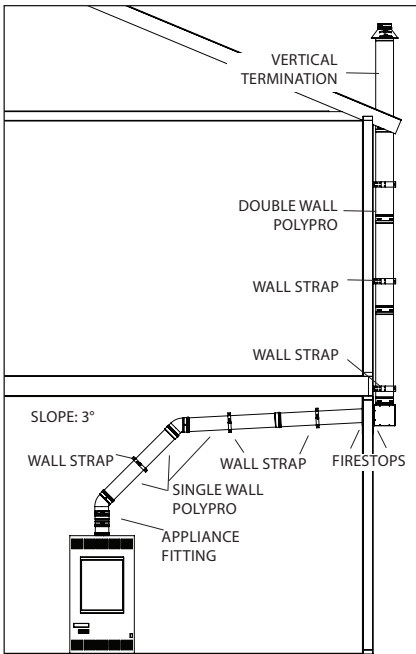 VERTICAL
TERMINATION
DOUBLE WALL
POLYPRO
WALL STRAP
WALL STRAP
SLOPE: 3°
WALL STRAP
WALL STRAP
FIRESTOPS
SINGLE WALL
POLYPRO
APPLIANCE
FITTING